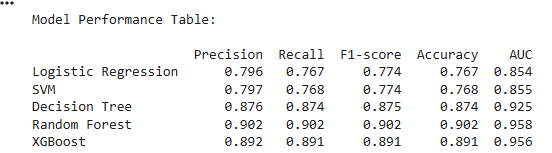 •••
Model Performance Table:
Precision Recall F1-score Accuracy AUC
Logistic Regression 0.796 0.767 0.774 0.767 0.854
SVM 0.797 0.768 0.774 0.768 0.855
Decision Tree 0.876 0.874 0.875 0.874 0.925
Random Forest 0.902 0.902 0.902 0.902 0.958
XGBoost 0.892 0.891 0.891 0.891 0.956